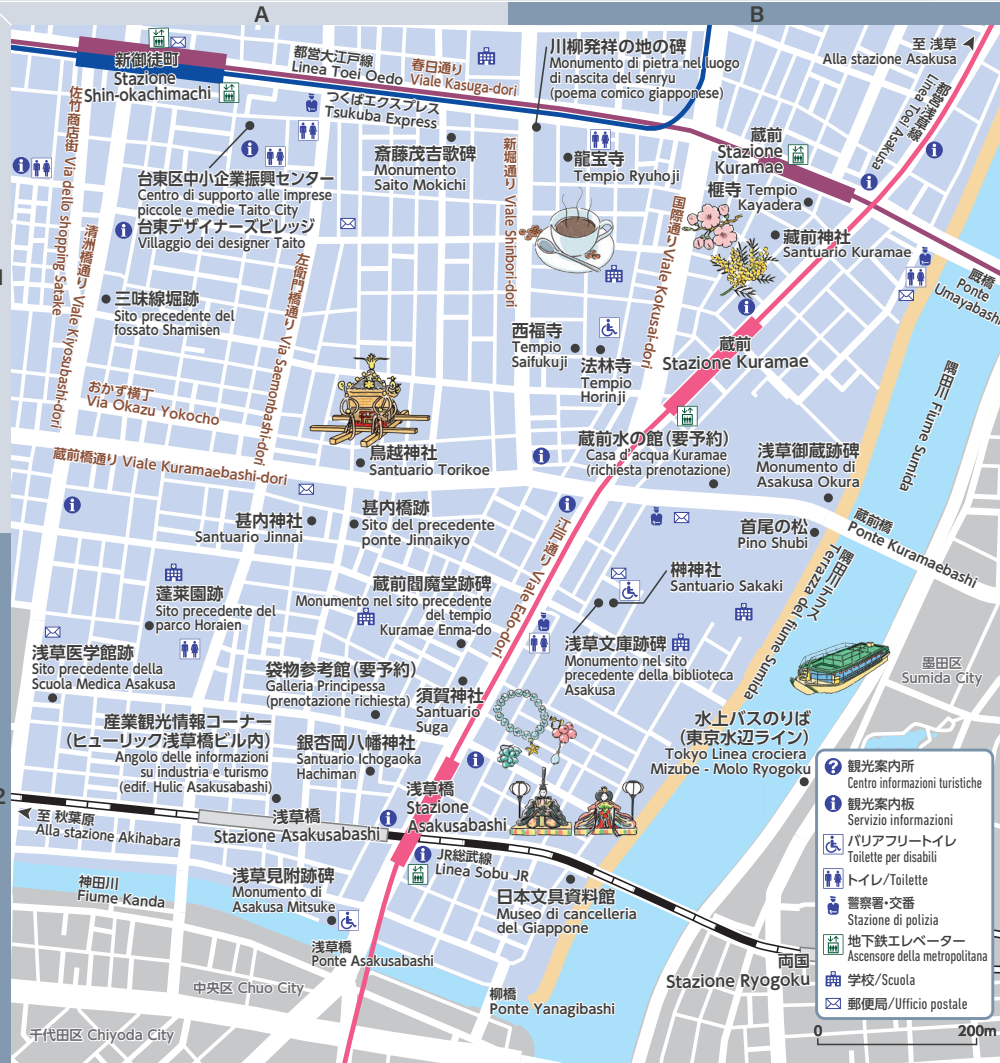 A
B
1
2
新御徒町
Stazione
Shin-okachimachi
都営大江戸線
Linea Toei Oedo
春日通り
Viale Kasuga-dori
つくばエクスプレス
Tsukuba Express
川柳発祥の地の碑
Monumento di pietra nel luogo
di nascita del senryu
(poema comico giapponese)
至 浅草
Alla stazione Asakusa
都営浅草線
Linea Toei Asakusa
佐竹商店街 Via dello shopping Satake
清洲橋通り Viale Kiyosubashi-dori
左衛門橋通り Via Saemonbashi-dori
新堀通り Viale Shinbori-dori
国際通り Viale Kokusai-dori
斎藤茂吉歌碑
Monumento
Saito Mokichi
龍宝寺
Tempio Ryuhoji
蔵前
Stazione
Kuramae
榧寺 Tempio
Kayadera
蔵前神社
Santuario Kuramae
台東区中小企業振興センター
Centro di supporto alle imprese
piccole e medie Taito City
台東デザイナーズビレッジ
Villaggio dei designer Taito
三味線堀跡
Sito precedente del
fossato Shamisen
厩橋
Ponte
Umayabashi
西福寺
Tempio
Saifukuji
法林寺
Tempio
Horinji
蔵前
Stazione Kuramae
隅田川 Fiume Sumida
おかず横丁
Via Okazu Yokocho
鳥越神社
Santuario Torikoe
蔵前橋通り Viale Kuramaebashi-dori
蔵前水の館(要予約)
Casa d'acqua Kuramae
(richiesta prenotazione)
浅草御蔵跡碑
Monumento di
Asakusa Okura
甚内神社
Santuario Jinnai
甚内橋跡
Sito del precedente
ponte Jinnaikyo
首尾の松
Pino Shubi
蔵前橋
Ponte Kuramaebashi
江戸通り Viale Edo-dori
隅田川テラス
Terrazza del fiume Sumida
蓬莱園跡
Sito precedente del
parco Horaien
蔵前閻魔堂跡碑
Monumento nel sito precedente
del tempio
Kuramae Enma-do
榊神社
Santuario Sakaki
浅草文庫跡碑
Monumento nel sito
precedente della biblioteca
Asakusa
浅草医学館跡
Sito precedente della
Scuola Medica Asakusa
袋物参考館(要予約)
Galleria Principessa
(prenotazione richiesta)
須賀神社
Santuario
Suga
墨田区
Sumida City
産業観光情報コーナー
(ヒューリック浅草橋ビル内)
Angolo delle informazioni
su industria e turismo
(edif. Hulic Asakusabashi)
銀杏岡八幡神社
Santuario Ichogaoka
Hachiman
水上バスのりば
(東京水辺ライン)
Tokyo Linea crociera
Mizube - Molo Ryogoku
至 秋葉原
Alla stazione Akihabara
浅草橋
Stazione Asakusabashi
浅草橋
Stazione
Asakusabashi
JR総武線
Linea Sobu JR
神田川
Fiume Kanda
浅草見附跡碑
Monumento di
Asakusa Mitsuke
日本文具資料館
Museo di cancelleria
del Giappone
浅草橋
Ponte Asakusabashi
両国
Stazione Ryogoku
中央区 Chuo City
柳橋
Ponte Yanagibashi
千代田区 Chiyoda City
観光案内所
Centro informazioni turistiche
観光案内板
Servizio informazioni
バリアフリートイレ
Toilette per disabili
トイレ/Toilette
警察署・交番
Stazione di polizia
地下鉄エレベーター
Ascensore della metropolitana
学校/Scuola
郵便局/Ufficio postale
0
200m